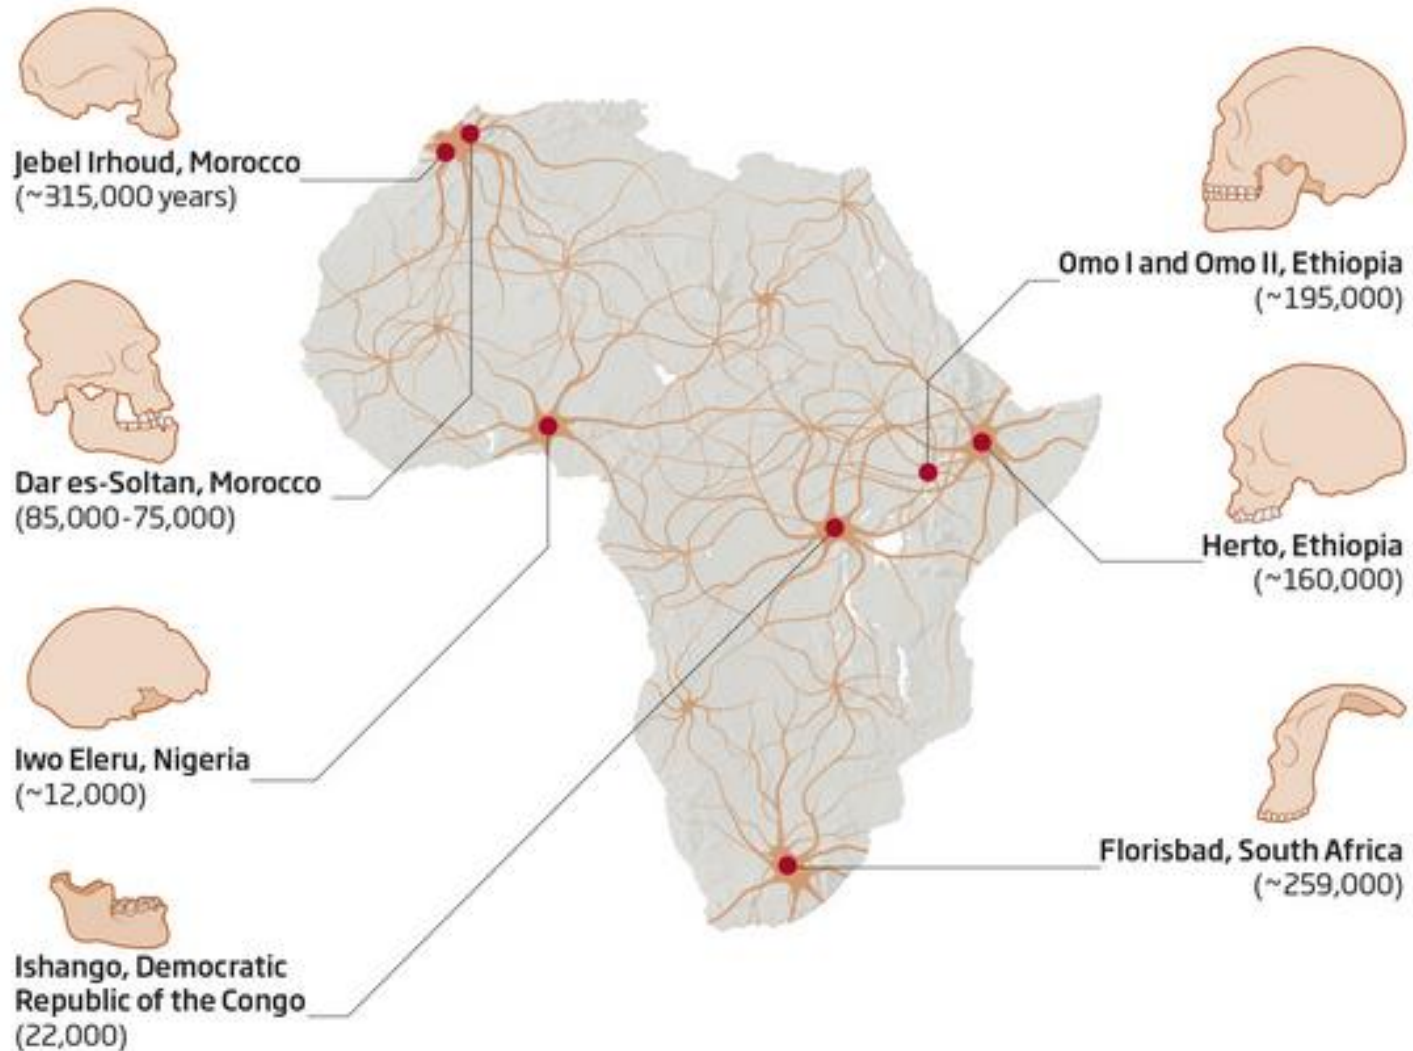 Jebel Irhoud, Morocco
(~315,000 years)
Dar es-Soltan, Morocco
(85,000-75,000)
Iwo Eleru, Nigeria
(~12,000)
Ishango, Democratic
Republic of the Congo
(22,000)
Omo I and Omo II, Ethiopia
(~195,000)
Herto, Ethiopia
(~160,000)
Florisbad, South Africa
(~259,000)